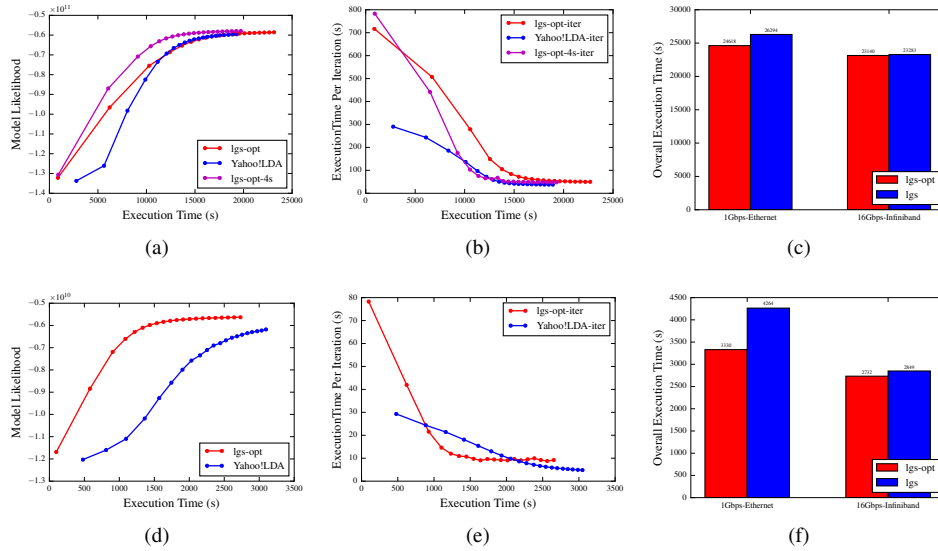 ×10¹¹
−0.5
−0.6
−0.7
−0.8
−0.9
−1.0
−1.1
−1.2
−1.3
−1.4
0 5000 10000 15000 20000 25000
Model Likelihood
Execution Time (s)
lgs-opt
Yahoo!LDA
lgs-opt-4s
(a)
800
700
600
500
400
300
200
100
0
0 5000 10000 15000 20000 25000
ExecutionTime Per Iteration (s)
Execution Time (s)
lgs-opt-iter
Yahoo!LDA-iter
lgs-opt-4s-iter
(b)
30000
25000
20000
15000
10000
5000
0
Overall Execution Time (s)
24618
26294
23140
23283
1Gbps-Ethernet
16Gbps-Infiniband
lgs-opt
lgs
(c)
×10¹⁰
−0.5
−0.6
−0.7
−0.8
−0.9
−1.0
−1.1
−1.2
−1.3
0 500 1000 1500 2000 2500 3000 3500
Model Likelihood
Execution Time (s)
lgs-opt
Yahoo!LDA
(d)
80
70
60
50
40
30
20
10
0
0 500 1000 1500 2000 2500 3000 3500
ExecutionTime Per Iteration (s)
Execution Time (s)
lgs-opt-iter
Yahoo!LDA-iter
(e)
4500
4000
3500
3000
2500
2000
1500
1000
500
0
Overall Execution Time (s)
3330
4264
2732
2849
1Gbps-Ethernet
16Gbps-Infiniband
lgs-opt
lgs
(f)